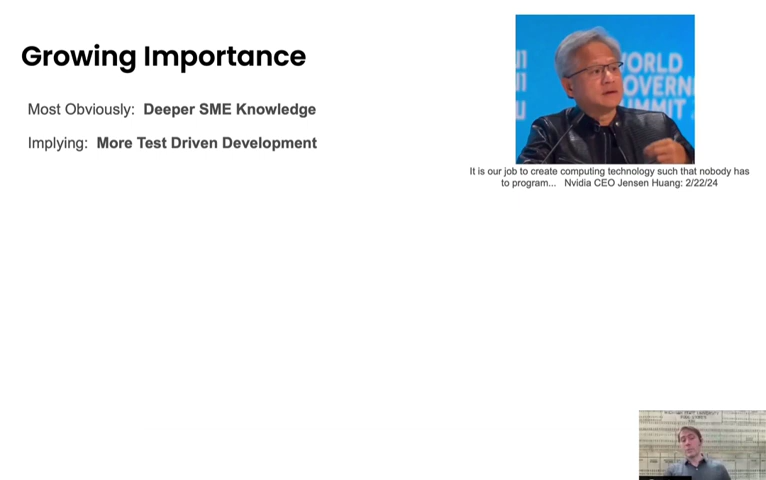 Growing Importance
Most Obviously: Deeper SME Knowledge
Implying: More Test Driven Development
WORLD
GOVERN
SUMMIT
It is our job to create computing technology such that nobody has
to program... Nvidia CEO Jensen Huang: 2/22/24